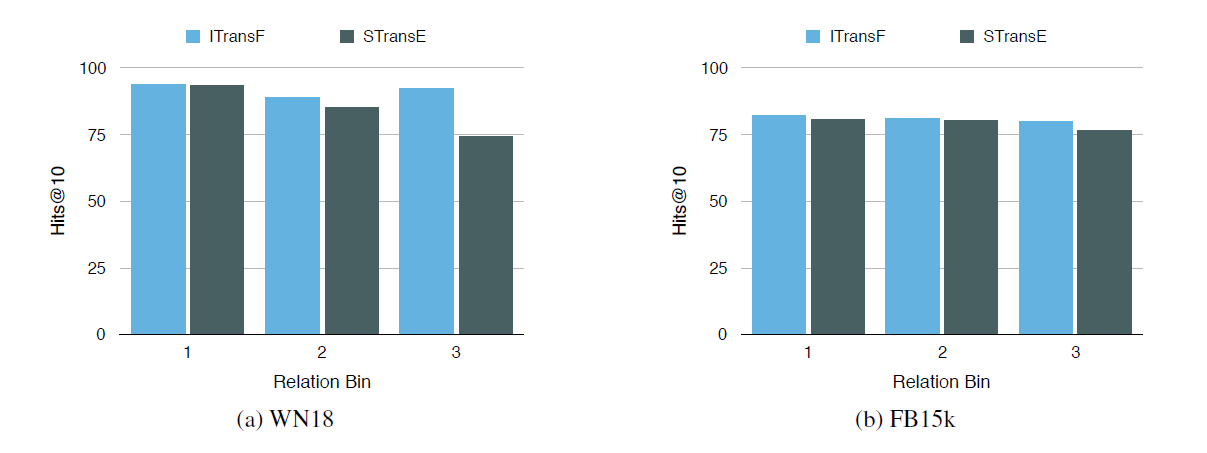 ITransF
STransE
100
75
50
25
0
Hits@10
1
2
3
Relation Bin
(a) WN18
ITransF
STransE
100
75
50
25
0
Hits@10
1
2
3
Relation Bin
(b) FB15k